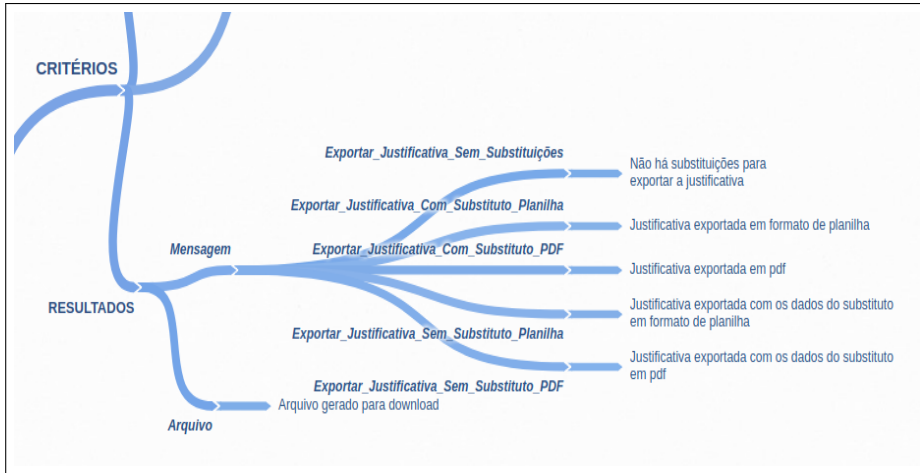 CRITÉRIOS
Exportar_Justificativa_Sem_Substituições
Não há substituições para
exportar a justificativa
Exportar_Justificativa_Com_Substituto_Planilha
Justificativa exportada em formato de planilha
Mensagem
Exportar_Justificativa_Com_Substituto_PDF
Justificativa exportada em pdf
RESULTADOS
Justificativa exportada com os dados do substituto
em formato de planilha
Exportar_Justificativa_Sem_Substituto_Planilha
Justificativa exportada com os dados do substituto
em pdf
Exportar_Justificativa_Sem_Substituto_PDF
Arquivo gerado para download
Arquivo